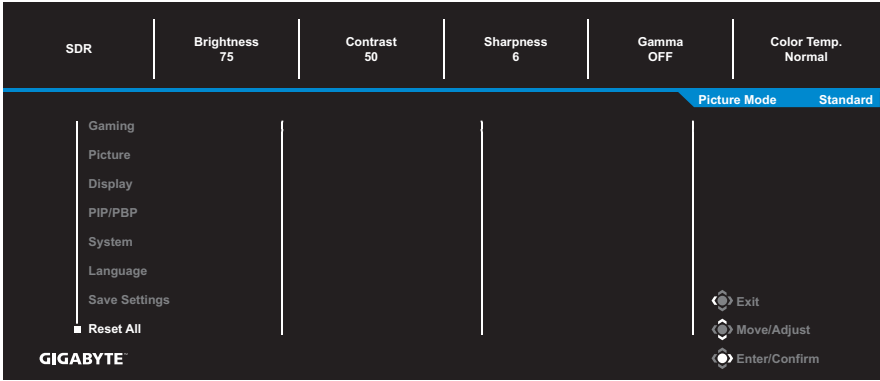 SDR
Brightness
75
Contrast
50
Sharpness
6
Gamma
OFF
Color Temp.
Normal
Picture Mode Standard
Gaming
Picture
Display
PIP/PBP
System
Language
Save Settings
Reset All
Exit
Move/Adjust
Enter/Confirm
GIGABYTE